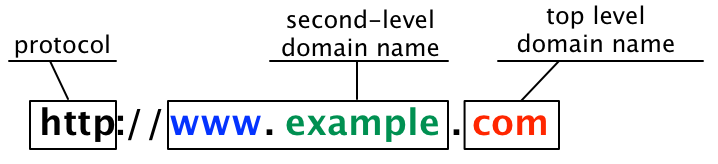 protocol
second-level
domain name
top level
domain name
http://www.example.com